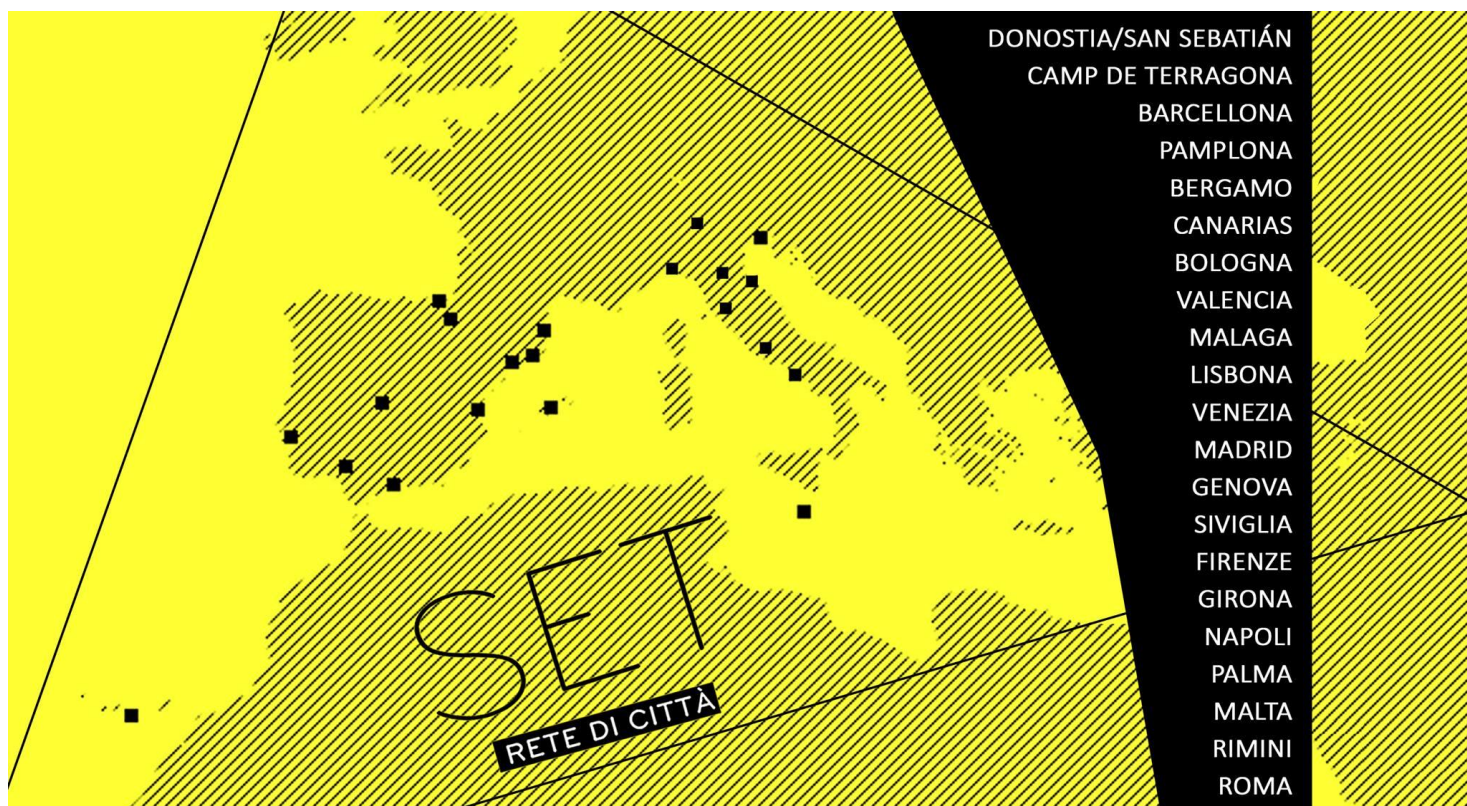 DONOSTIA/SAN SEBATIÁN
CAMP DE TERRAGONA
BARCELLONA
PAMPLONA
BERGAMO
CANARIAS
BOLOGNA
VALENCIA
MALAGA
LISBONA
VENEZIA
MADRID
GENOVA
SIVIGLIA
FIRENZE
GIRONA
NAPOLI
PALMA
MALTA
RIMINI
ROMA
SET
RETE DI CITTÀ